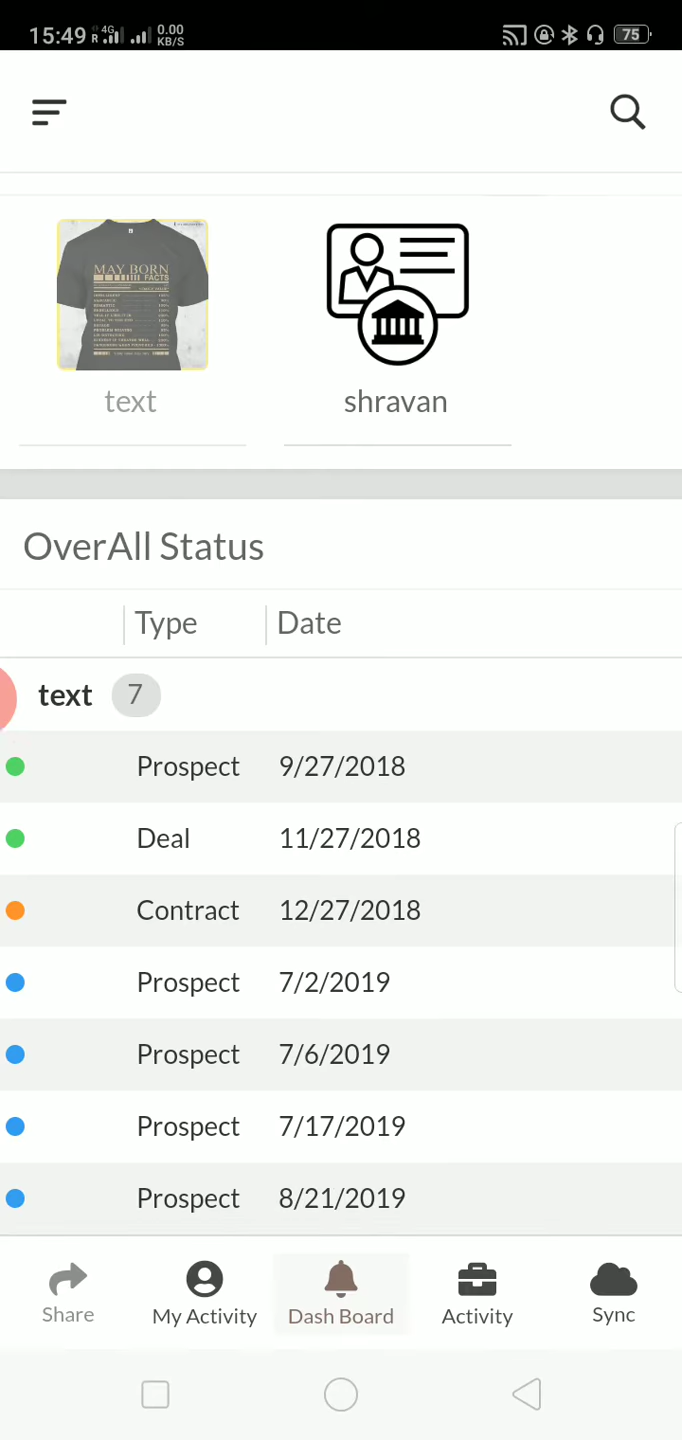 15:49 R 4G 0.00 KB/S 75
MAY BORN
FACTS
text shravan
OverAll Status
Type Date
text 7
Prospect 9/27/2018
Deal 11/27/2018
Contract 12/27/2018
Prospect 7/2/2019
Prospect 7/6/2019
Prospect 7/17/2019
Prospect 8/21/2019
Share My Activity Dash Board Activity Sync